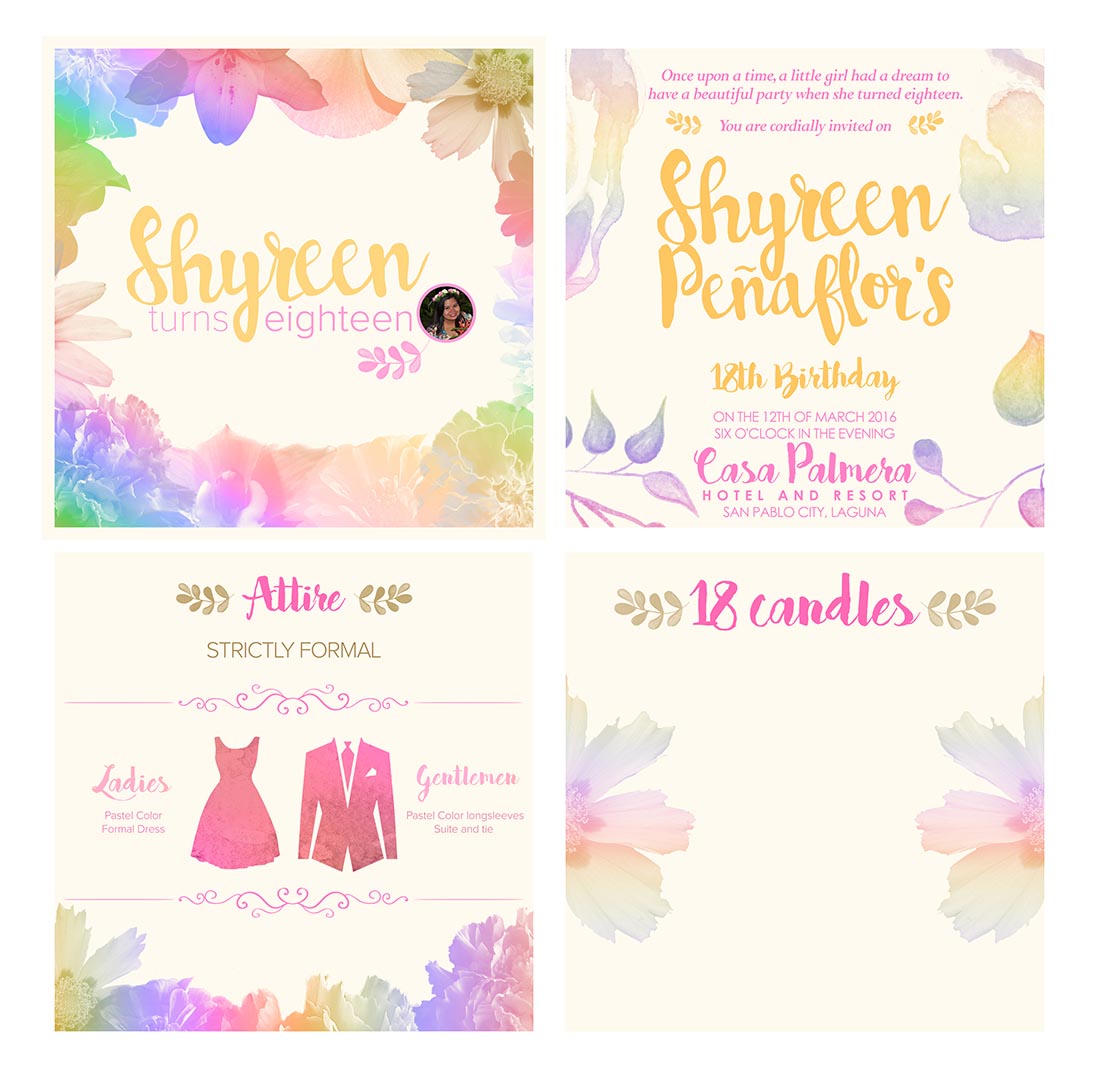 Shyreen
turns eighteen
Once upon a time, a little girl had a dream to
have a beautiful party when she turned eighteen.
You are cordially invited on
Shyreen
Peñaflor's
18th Birthday
ON THE 12TH OF MARCH 2016
SIX O'CLOCK IN THE EVENING
Casa Palmera
HOTEL AND RESORT
SAN PABLO CITY, LAGUNA
Attire
STRICTLY FORMAL
Ladies
Pastel Color
Formal Dress
Gentlemen
Pastel Color longsleeves
Suite and tie
18 candles